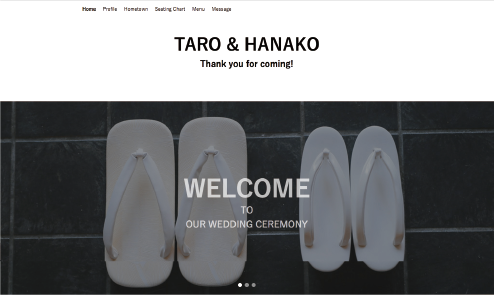 Home Profile Hometown Seating Chart Menu Message
TARO & HANAKO
Thank you for coming!
WELCOME
TO
OUR WEDDING CEREMONY